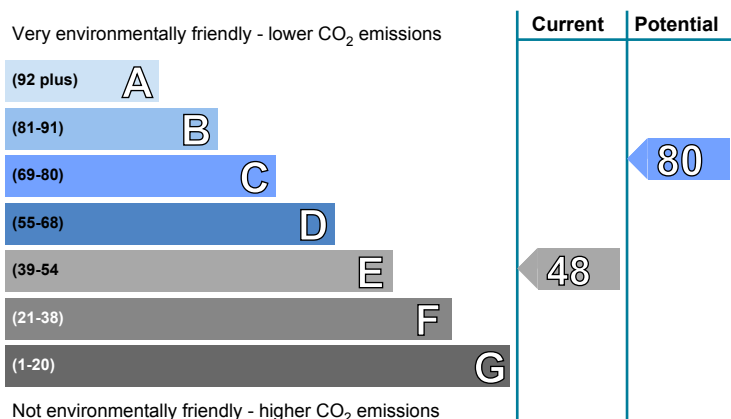 Very environmentally friendly - lower CO2 emissions
Current
Potential
(92 plus) A
(81-91) B
(69-80) C
80
(55-68) D
(39-54 E
48
(21-38) F
(1-20) G
Not environmentally friendly - higher CO2 emissions